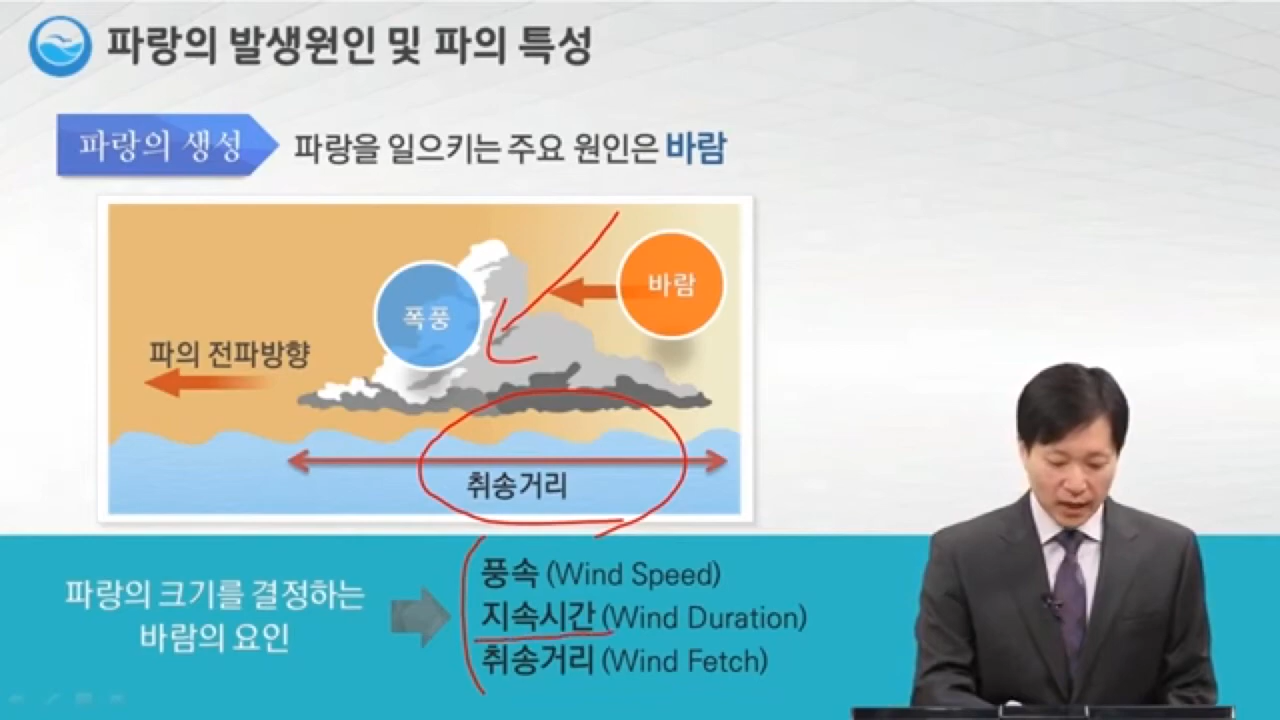 파랑의 발생원인 및 파의 특성
파랑의 생성
파랑을 일으키는 주요 원인은 바람
바람
폭풍
파의 전파방향
취송거리
파랑의 크기를 결정하는
바람의 요인
풍속 (Wind Speed)
지속시간 (Wind Duration)
취송거리 (Wind Fetch)